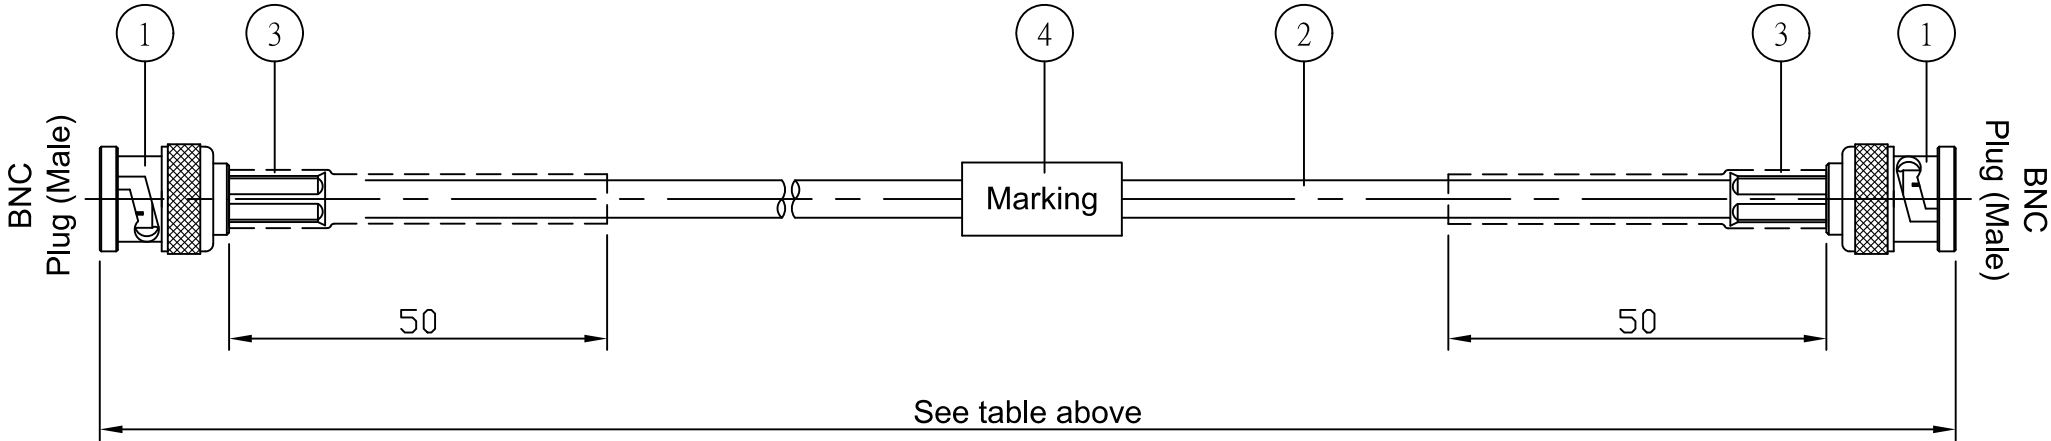 1
3
4
2
3
1
BNC
Plug (Male)
Marking
Plug (Male)
BNC
50
50
See table above